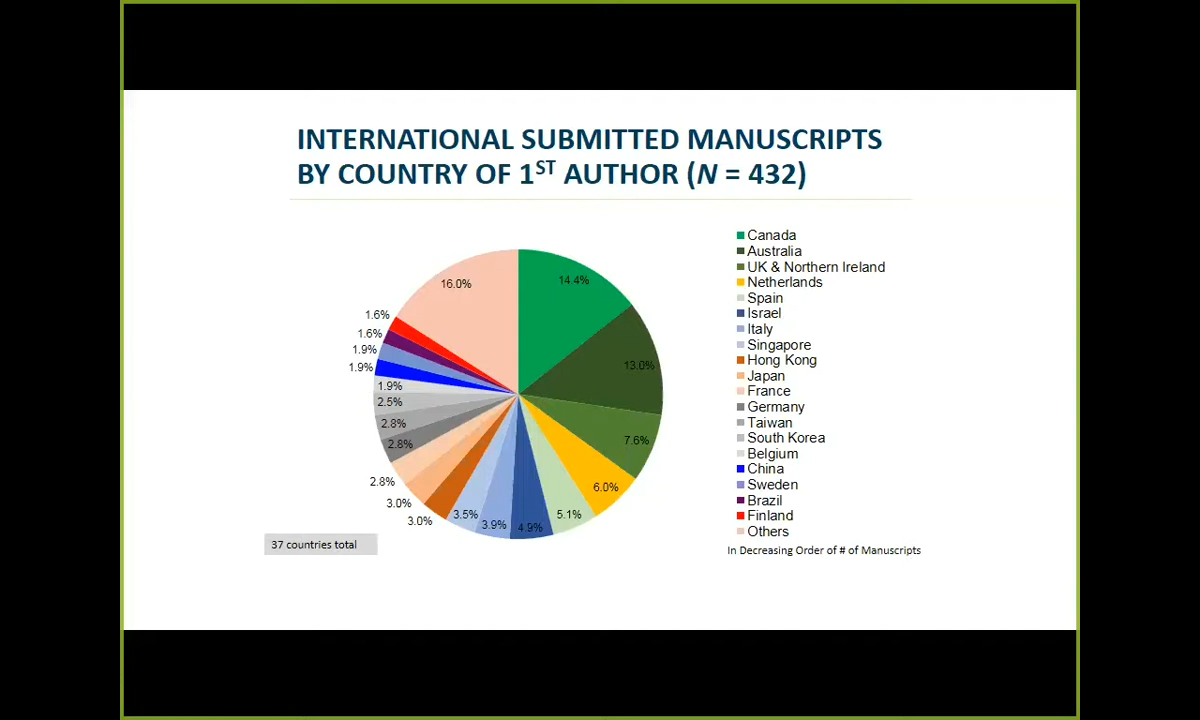 INTERNATIONAL SUBMITTED MANUSCRIPTS
BY COUNTRY OF 1ST AUTHOR (N = 432)
14.4%
13.0%
7.6%
6.0%
5.1%
4.9%
3.9%
3.5%
3.0%
3.0%
2.8%
2.8%
2.8%
2.5%
1.9%
1.9%
1.9%
1.6%
1.6%
16.0%
Canada
Australia
UK & Northern Ireland
Netherlands
Spain
Israel
Italy
Singapore
Hong Kong
Japan
France
Germany
Taiwan
South Korea
Belgium
China
Sweden
Brazil
Finland
Others
In Decreasing Order of # of Manuscripts
37 countries total